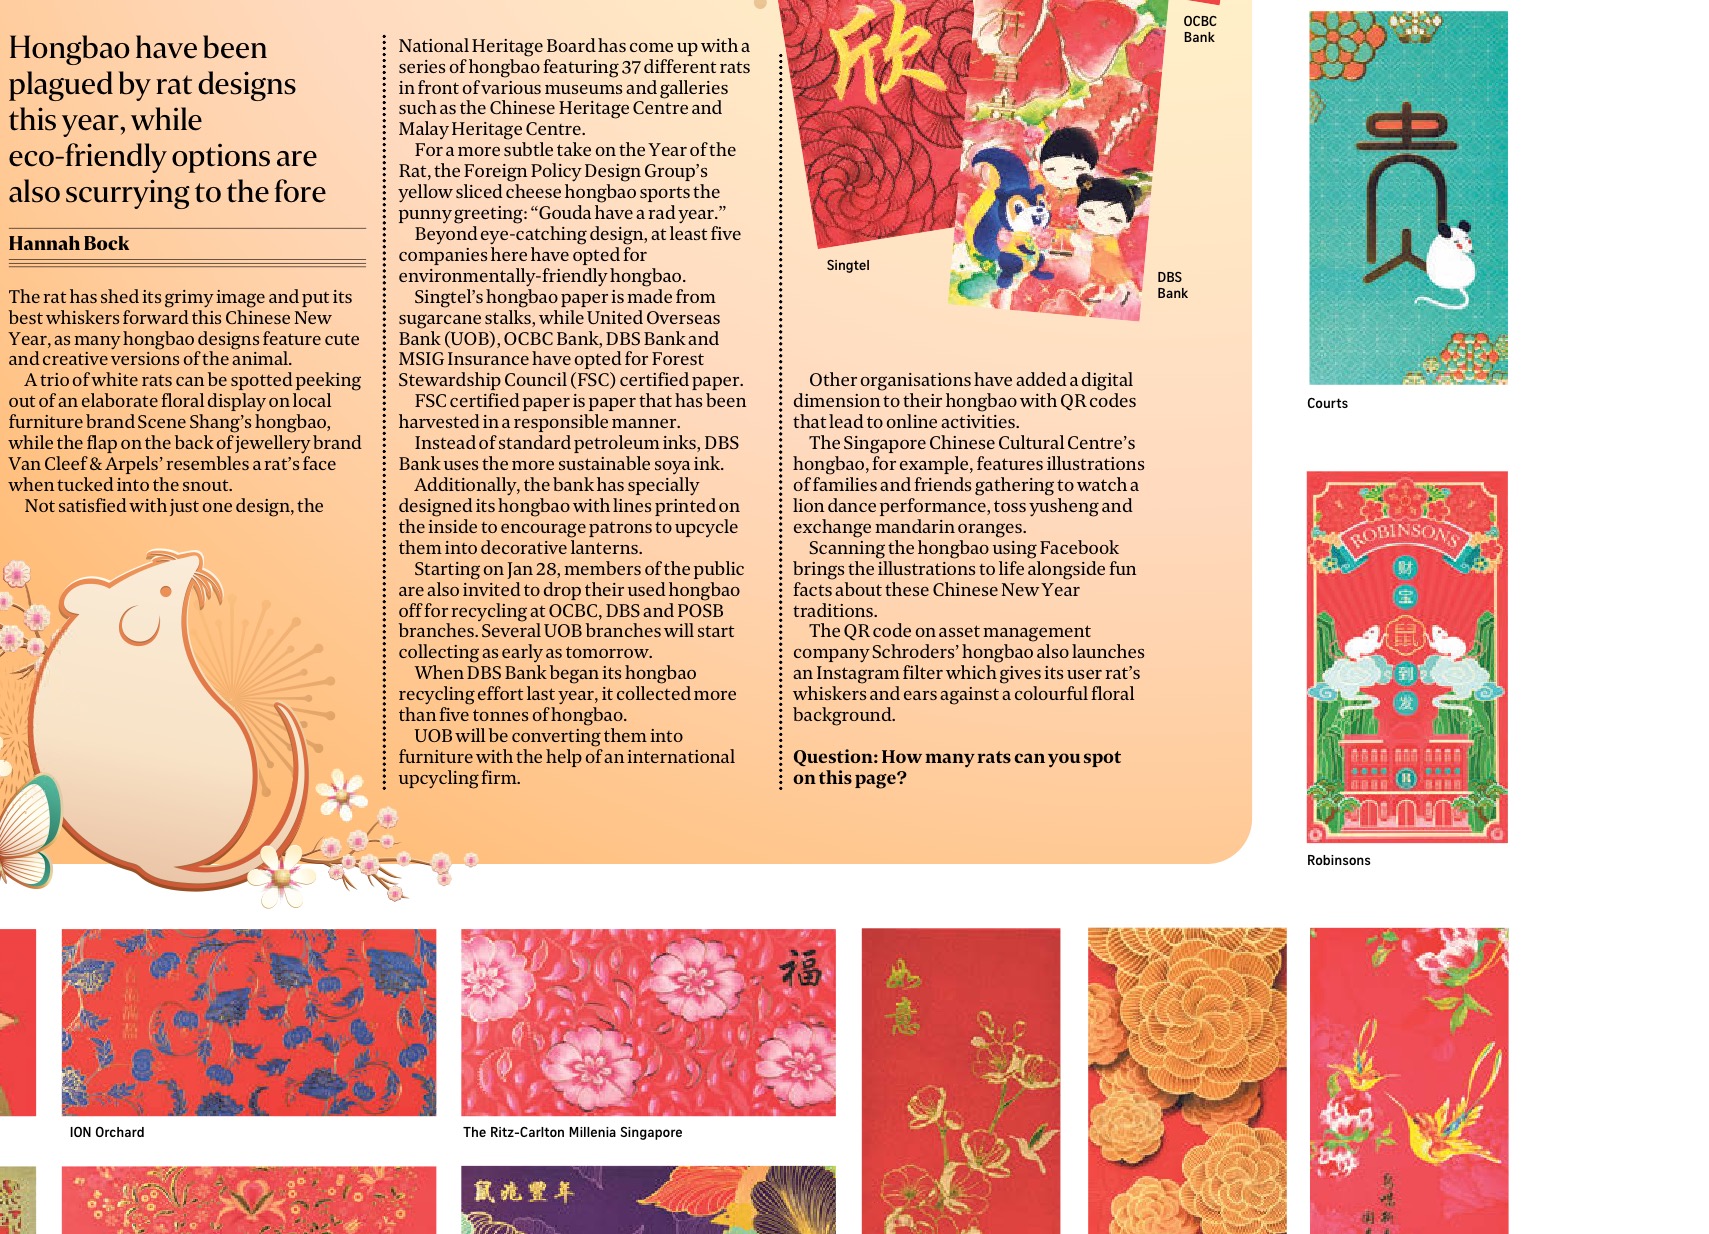 Hongbao have been
plagued by rat designs
this year, while
eco-friendly options are
also scurrying to the fore
Hannah Bock
The rat has shed its grimy image and put its
best whiskers forward this Chinese New
Year, as many hongbao designs feature cute
and creative versions of the animal.
A trio of white rats can be spotted peeking
out of an elaborate floral display on local
furniture brand Scene Shang's hongbao,
while the flap on the back of jewellery brand
Van Cleef & Arpels' resembles a rat's face
when tucked into the snout.
Not satisfied with just one design, the
National Heritage Board has come up with a
series of hongbao featuring 37 different rats
in front of various museums and galleries
such as the Chinese Heritage Centre and
Malay Heritage Centre.
For a more subtle take on the Year of the
Rat, the Foreign Policy Design Group's
yellow sliced cheese hongbao sports the
punny greeting: “Gouda have a rad year.”
Beyond eye-catching design, at least five
companies here have opted for
environmentally-friendly hongbao.
Singtel's hongbao paper is made from
sugarcane stalks, while United Overseas
Bank (UOB), OCBC Bank, DBS Bank and
MSIG Insurance have opted for Forest
Stewardship Council (FSC) certified paper.
FSC certified paper is paper that has been
harvested in a responsible manner.
Instead of standard petroleum inks, DBS
Bank uses the more sustainable soya ink.
Additionally, the bank has specially
designed its hongbao with lines printed on
the inside to encourage patrons to upcycle
them into decorative lanterns.
Starting on Jan 28, members of the public
are also invited to drop their used hongbao
off for recycling at OCBC, DBS and POSB
branches. Several UOB branches will start
collecting as early as tomorrow.
When DBS Bank began its hongbao
recycling effort last year, it collected more
than five tonnes of hongbao.
UOB will be converting them into
furniture with the help of an international
upcycling firm.
欣
OCBC
Bank
Singtel
DBS
Bank
Other organisations have added a digital
dimension to their hongbao with QR codes
that lead to online activities.
The Singapore Chinese Cultural Centre's
hongbao, for example, features illustrations
of families and friends gathering to watch a
lion dance performance, toss yusheng and
exchange mandarin oranges.
Scanning the hongbao using Facebook
brings the illustrations to life alongside fun
facts about these Chinese New Year
traditions.
The QR code on asset management
company Schroders' hongbao also launches
an Instagram filter which gives its user rat's
whiskers and ears against a colourful floral
background.
Question: How many rats can you spot
on this page?
Courts
ROBINSONS
财
宝
鼠
到
发
R
Robinsons
ION Orchard
福
The Ritz-Carlton Millenia Singapore
如
意
鼠兆豐年